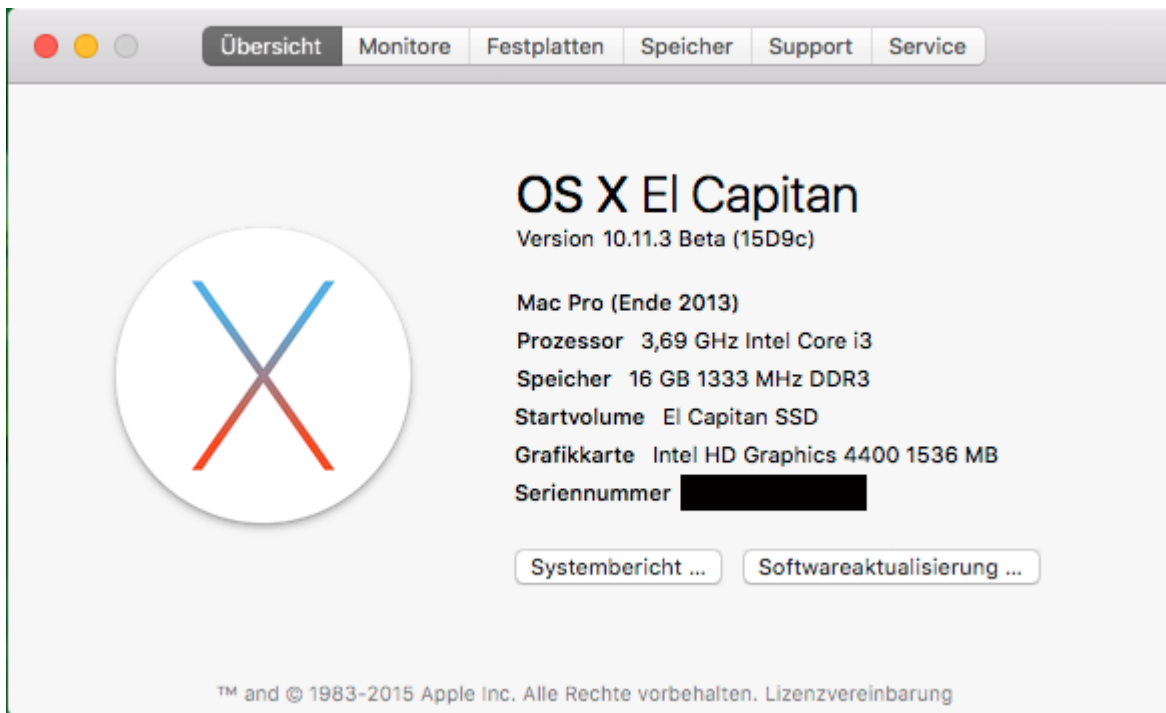 Übersicht Monitore Festplatten Speicher Support Service
OS X El Capitan
Version 10.11.3 Beta (15D9c)
Mac Pro (Ende 2013)
Prozessor 3,69 GHz Intel Core i3
Speicher 16 GB 1333 MHz DDR3
Startvolume El Capitan SSD
Grafikkarte Intel HD Graphics 4400 1536 MB
Seriennummer
Systembericht ... Softwareaktualisierung ...
™ and © 1983-2015 Apple Inc. Alle Rechte vorbehalten. Lizenzvereinbarung